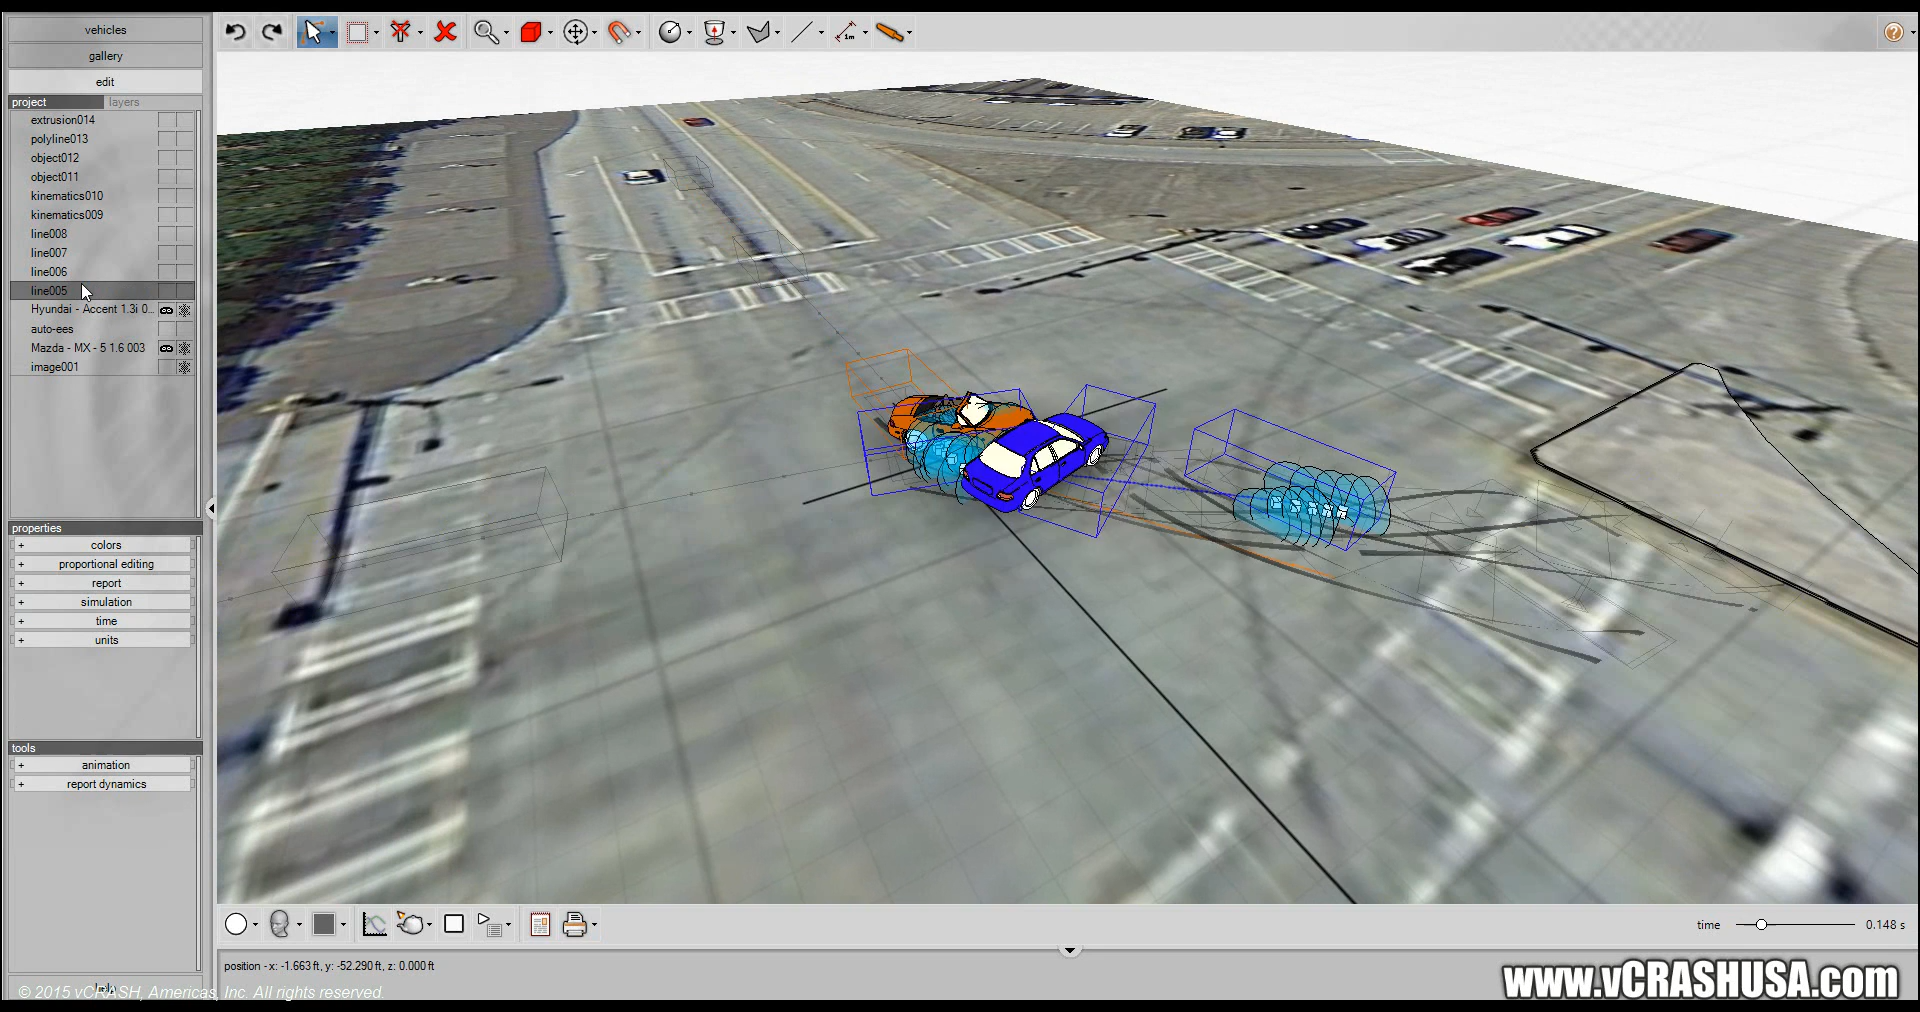 vehicles
gallery
edit
project layers
extrusion014
polyline013
object012
object011
kinematics010
kinematics009
line008
line007
line006
line005
Hyundai - Accent 1.3i 0...
auto-ees
Mazda - MX - 5 1.6 003
image001
properties
+ colors
+ proportional editing
+ report
+ simulation
+ time
+ units
tools
+ animation
+ report dynamics
help
© 2015 vCRASH, Americas, Inc. All rights reserved.
1m
?
time 0.148 s
position - x: -1.663 ft, y: -52.290 ft, z: 0.000 ft
www.vCRASHUSA.com